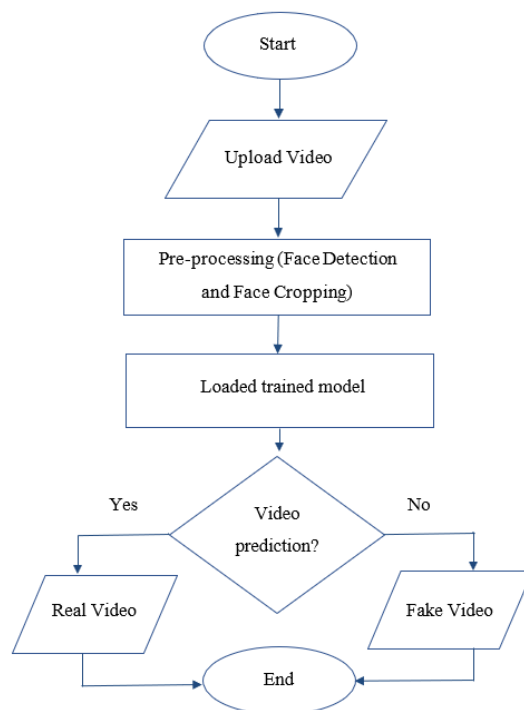 Start
Upload Video
Pre-processing (Face Detection
and Face Cropping)
Loaded trained model
Yes
Video
prediction?
No
Real Video
Fake Video
End